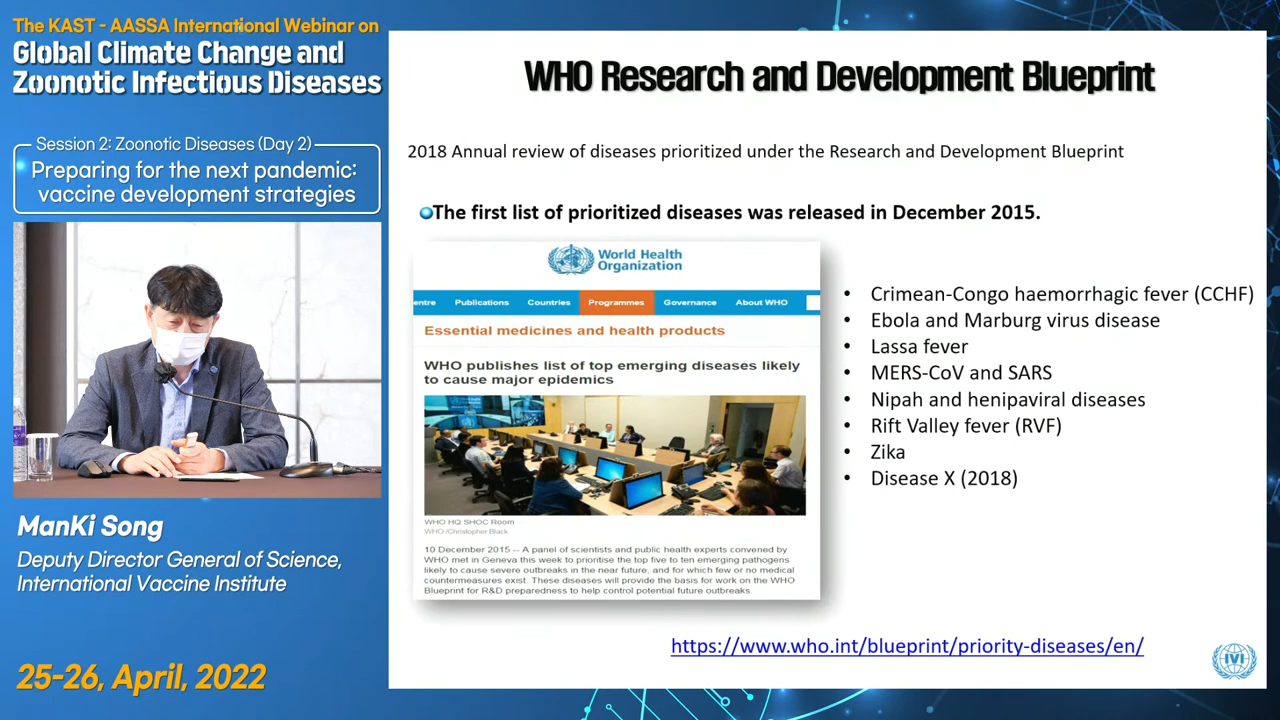 The KAST - AASSA International Webinar on
Global Climate Change and
Zoonotic Infectious Diseases
Session 2: Zoonotic Diseases (Day 2)
Preparing for the next pandemic:
vaccine development strategies
ManKi Song
Deputy Director General of Science,
International Vaccine Institute
25-26, April, 2022
WHO Research and Development Blueprint
2018 Annual review of diseases prioritized under the Research and Development Blueprint
The first list of prioritized diseases was released in December 2015.
World Health
Organization
entre Publications Countries Programmes Governance About WHO
Essential medicines and health products
WHO publishes list of top emerging diseases likely
to cause major epidemics
WHO HQ SHOC Room
WHO /Christopher Black
10 December 2015 -- A panel of scientists and public health experts convened by
WHO met in Geneva this week to prioritise the top five to ten emerging pathogens
likely to cause severe outbreaks in the near future, and for which few or no medical
countermeasures exist. These diseases will provide the basis for work on the WHO
Blueprint for R&D preparedness to help control potential future outbreaks.
• Crimean-Congo haemorrhagic fever (CCHF)
• Ebola and Marburg virus disease
• Lassa fever
• MERS-CoV and SARS
• Nipah and henipaviral diseases
• Rift Valley fever (RVF)
• Zika
• Disease X (2018)
https://www.who.int/blueprint/priority-diseases/en/
IVI